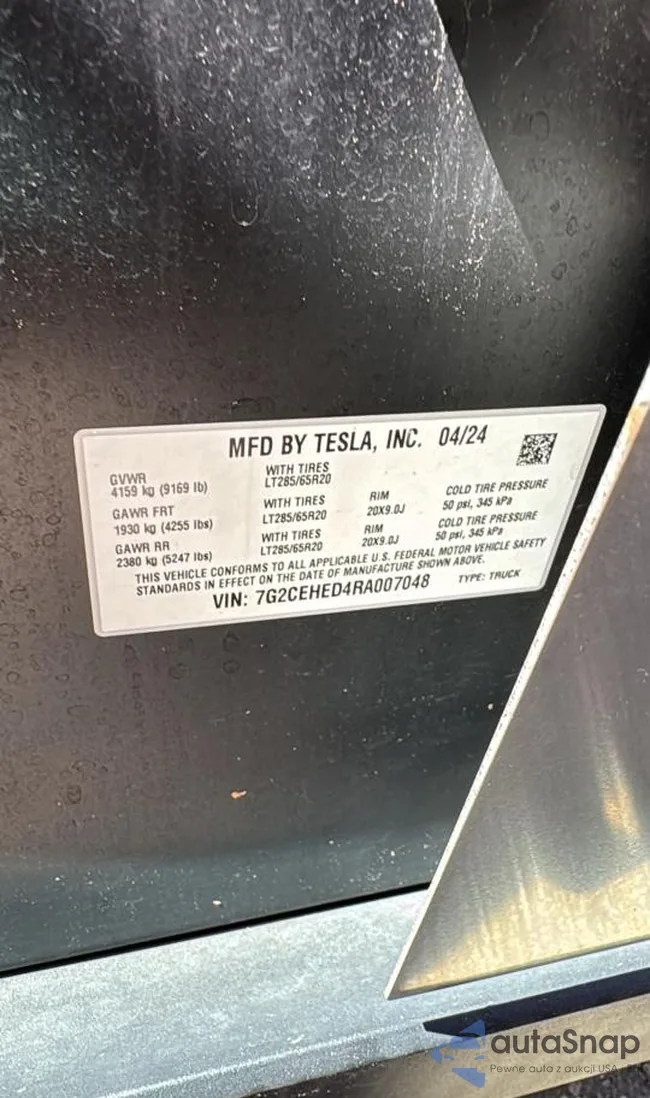 MFD BY TESLA, INC. 04/24
GVWR
4159 kg (9169 lb)
WITH TIRES
LT285/65R20
GAWR FRT
1930 kg (4255 lbs)
WITH TIRES
LT285/65R20
RIM
20X9.0J
COLD TIRE PRESSURE
50 psi, 345 kPa
GAWR RR
2380 kg (5247 lbs)
WITH TIRES
LT285/65R20
RIM
20X9.0J
COLD TIRE PRESSURE
50 psi, 345 kPa
THIS VEHICLE CONFORMS TO ALL APPLICABLE U.S. FEDERAL MOTOR VEHICLE SAFETY
STANDARDS IN EFFECT ON THE DATE OF MANUFACTURE SHOWN ABOVE.
VIN: 7G2CEHED4RA007048 TYPE: TRUCK
autaSnap
Pewne auta z aukcji USA